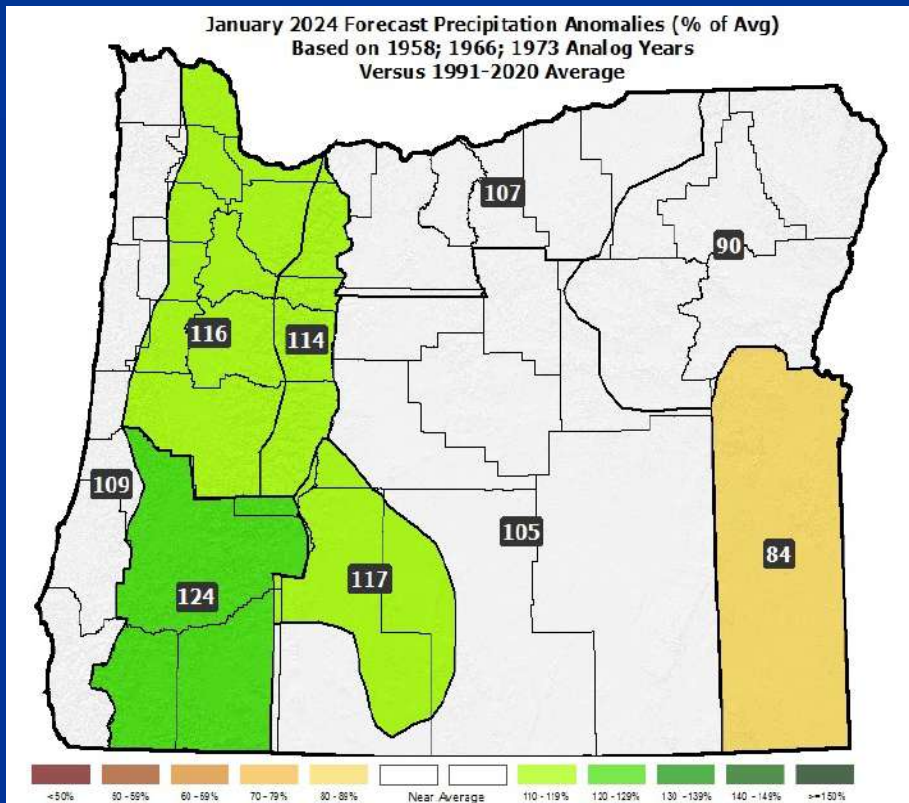 January 2024 Forecast Precipitation Anomalies (% of Avg)
Based on 1958; 1966; 1973 Analog Years
Versus 1991-2020 Average
107
90
116
114
109
105
84
117
124
<50%
50 - 59%
60 - 69%
70 - 79%
80 - 89%
Near Average
110 - 119%
120 - 129%
130 - 139%
140 - 149%
>=150%